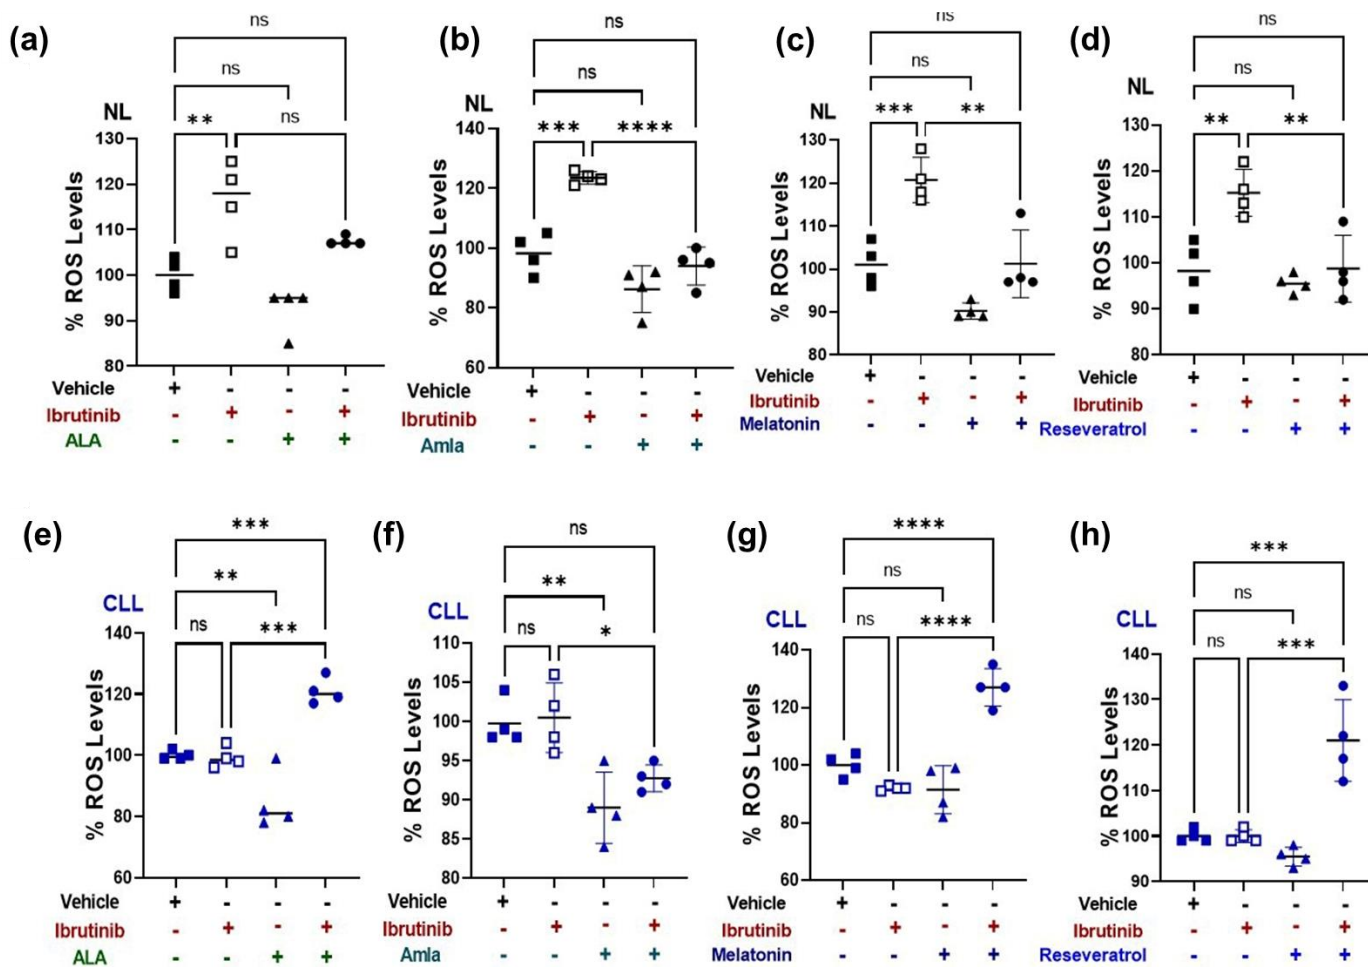 (a)
ns
ns
NL
**
ns
130
120
110
100
90
80
% ROS Levels
Vehicle + - - -
Ibrutinib - + - +
ALA - - + +
(b)
ns
ns
NL
***
****
140
120
100
80
60
% ROS Levels
Vehicle + - - -
Ibrutinib - + - +
Amla - - + +
(c)
ns
ns
NL
***
**
130
120
110
100
90
80
% ROS Levels
Vehicle + - - -
Ibrutinib - + - +
Melatonin - - + +
(d)
ns
ns
NL
**
**
130
120
110
100
90
80
% ROS Levels
Vehicle + - - -
Ibrutinib - + - +
Reseveratrol - - + +
(e)
***
**
CLL
ns
***
140
120
100
80
60
% ROS Levels
Vehicle + - - -
Ibrutinib - + - +
ALA - - + +
(f)
ns
**
CLL
ns
*
110
105
100
95
90
85
80
% ROS Levels
Vehicle + - - -
Ibrutinib - + - +
Amla - - + +
(g)
****
ns
CLL
ns
****
140
120
100
80
60
% ROS Levels
Vehicle + - - -
Ibrutinib - + - +
Melatonin - - + +
(h)
***
ns
CLL
ns
***
140
130
120
110
100
90
% ROS Levels
Vehicle + - - -
Ibrutinib - + - +
Reseveratrol - - + +